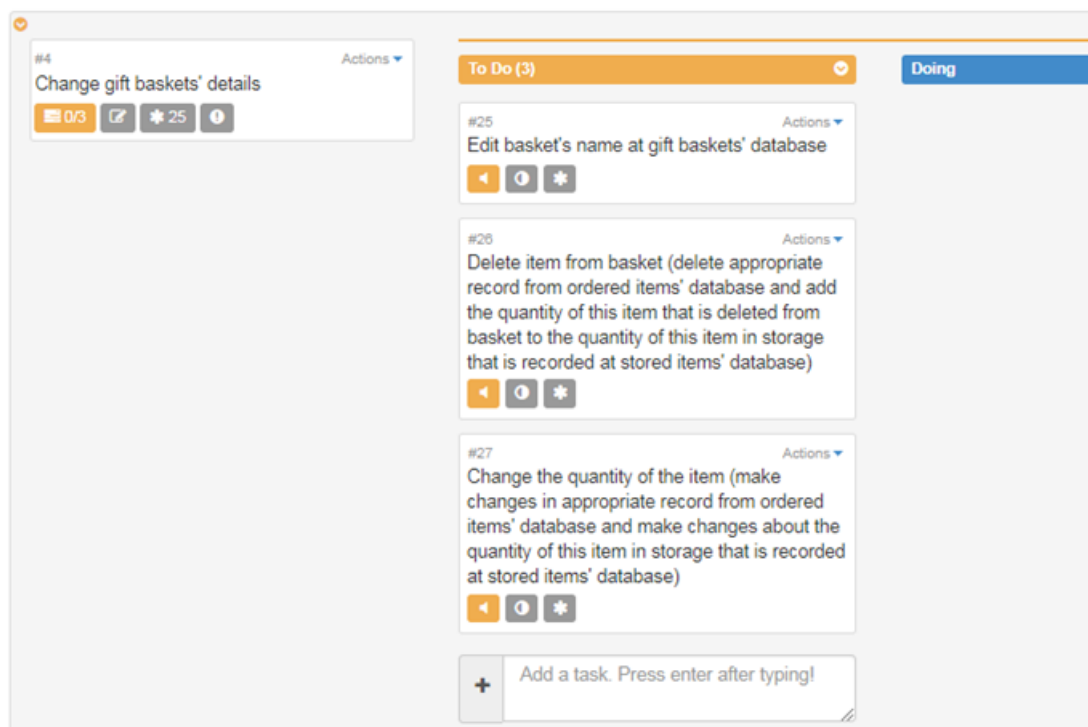 #4
Actions
Change gift baskets' details
0/3
25
To Do (3)
Doing
#25
Actions
Edit basket's name at gift baskets' database
#26
Actions
Delete item from basket (delete appropriate
record from ordered items' database and add
the quantity of this item that is deleted from
basket to the quantity of this item in storage
that is recorded at stored items' database)
#27
Actions
Change the quantity of the item (make
changes in appropriate record from ordered
items' database and make changes about the
quantity of this item in storage that is recorded
at stored items' database)
Add a task. Press enter after typing!